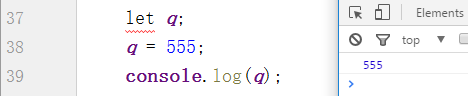 37 let q;
38 q = 555;
39 console.log(q);
Elements
top
555